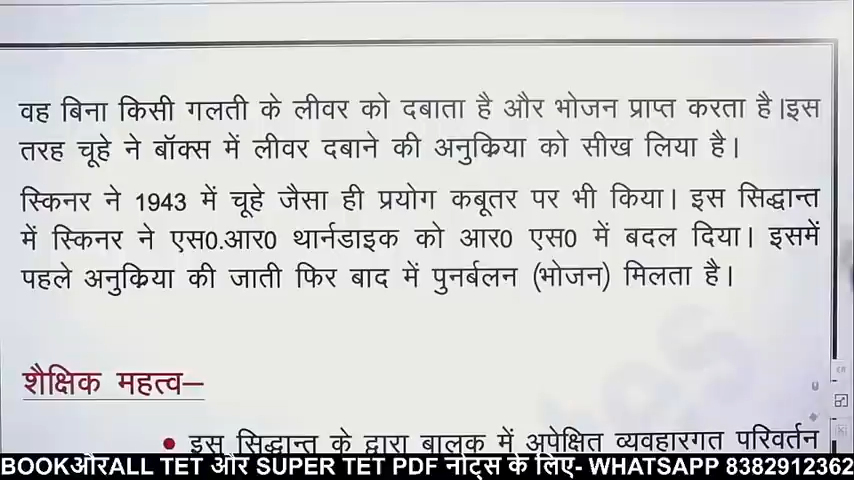 वह बिना किसी गलती के लीवर को दबाता है और भोजन प्राप्त करता है।इस
तरह चूहे ने बॉक्स में लीवर दबाने की अनुक्रिया को सीख लिया है।
स्किनर ने 1943 में चूहे जैसा ही प्रयोग कबूतर पर भी किया। इस सिद्धान्त
में स्किनर ने एस0.आर0 थार्नडाइक को आर0 एस0 में बदल दिया। इसमें
पहले अनुक्रिया की जाती फिर बाद में पुनर्बलन (भोजन) मिलता है।
शैक्षिक महत्व–
• इस सिद्धान्त के द्वारा बालक में अपेक्षित व्यवहारगत परिवर्तन
BOOKओरALL TET और SUPER TET PDF नोट्स के लिए- WHATSAPP 8382912362